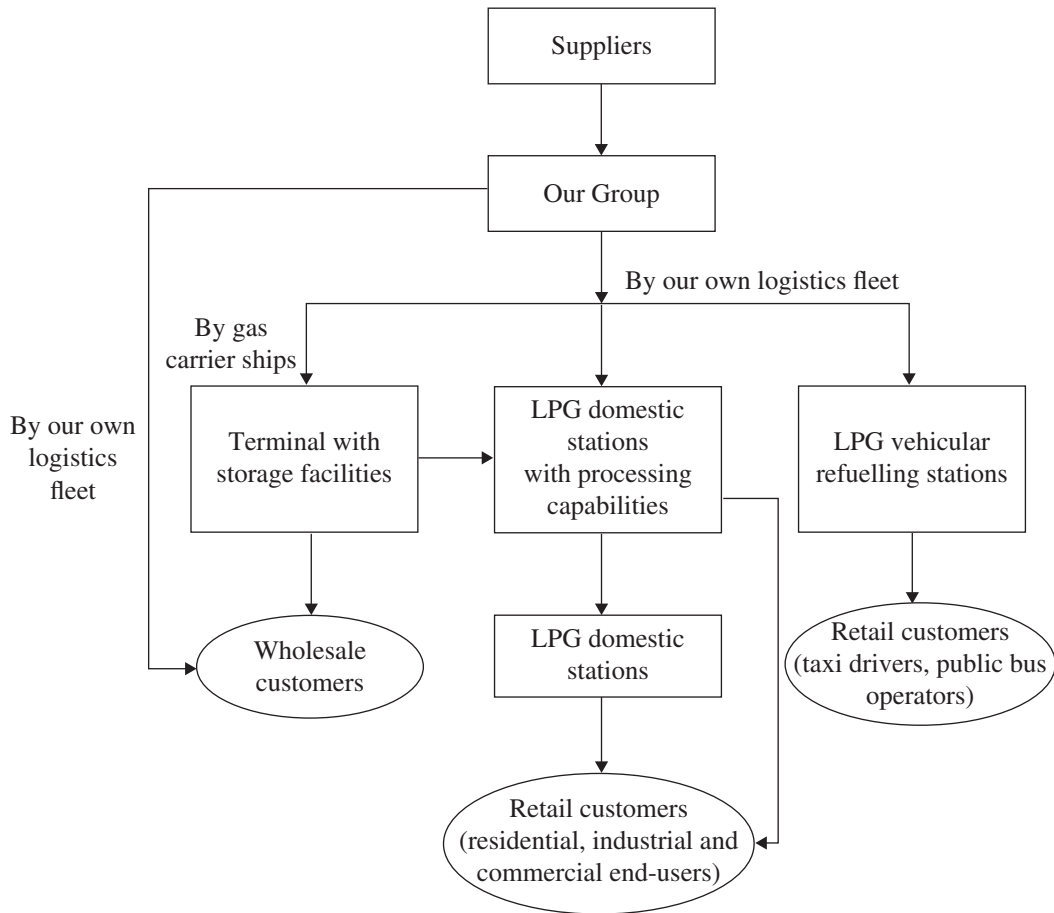 Suppliers
Our Group
By our own logistics fleet
By gas
carrier ships
By our own
logistics
fleet
Terminal with
storage facilities
LPG domestic
stations
with processing
capabilities
LPG vehicular
refuelling stations
Wholesale
customers
LPG domestic
stations
Retail customers
(taxi drivers, public bus
operators)
Retail customers
(residential, industrial and
commercial end-users)